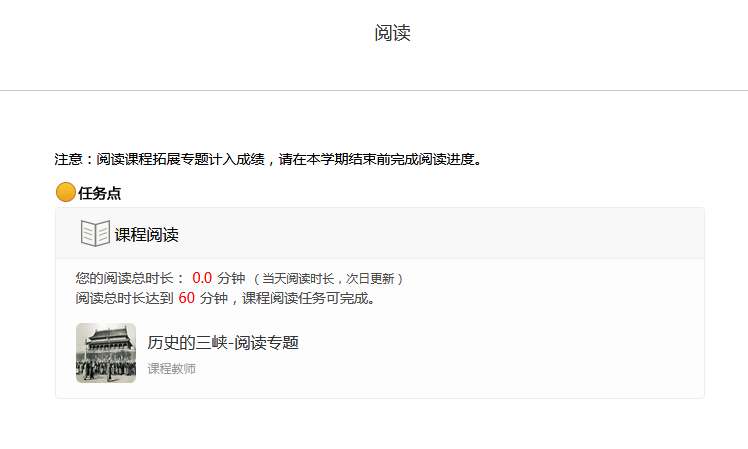 阅读
注意：阅读课程拓展专题计入成绩，请在本学期结束前完成阅读进度。
任务点
课程阅读
您的阅读总时长： 0.0 分钟 （当天阅读时长，次日更新）
阅读总时长达到 60 分钟，课程阅读任务可完成。
历史的三峡-阅读专题
课程教师